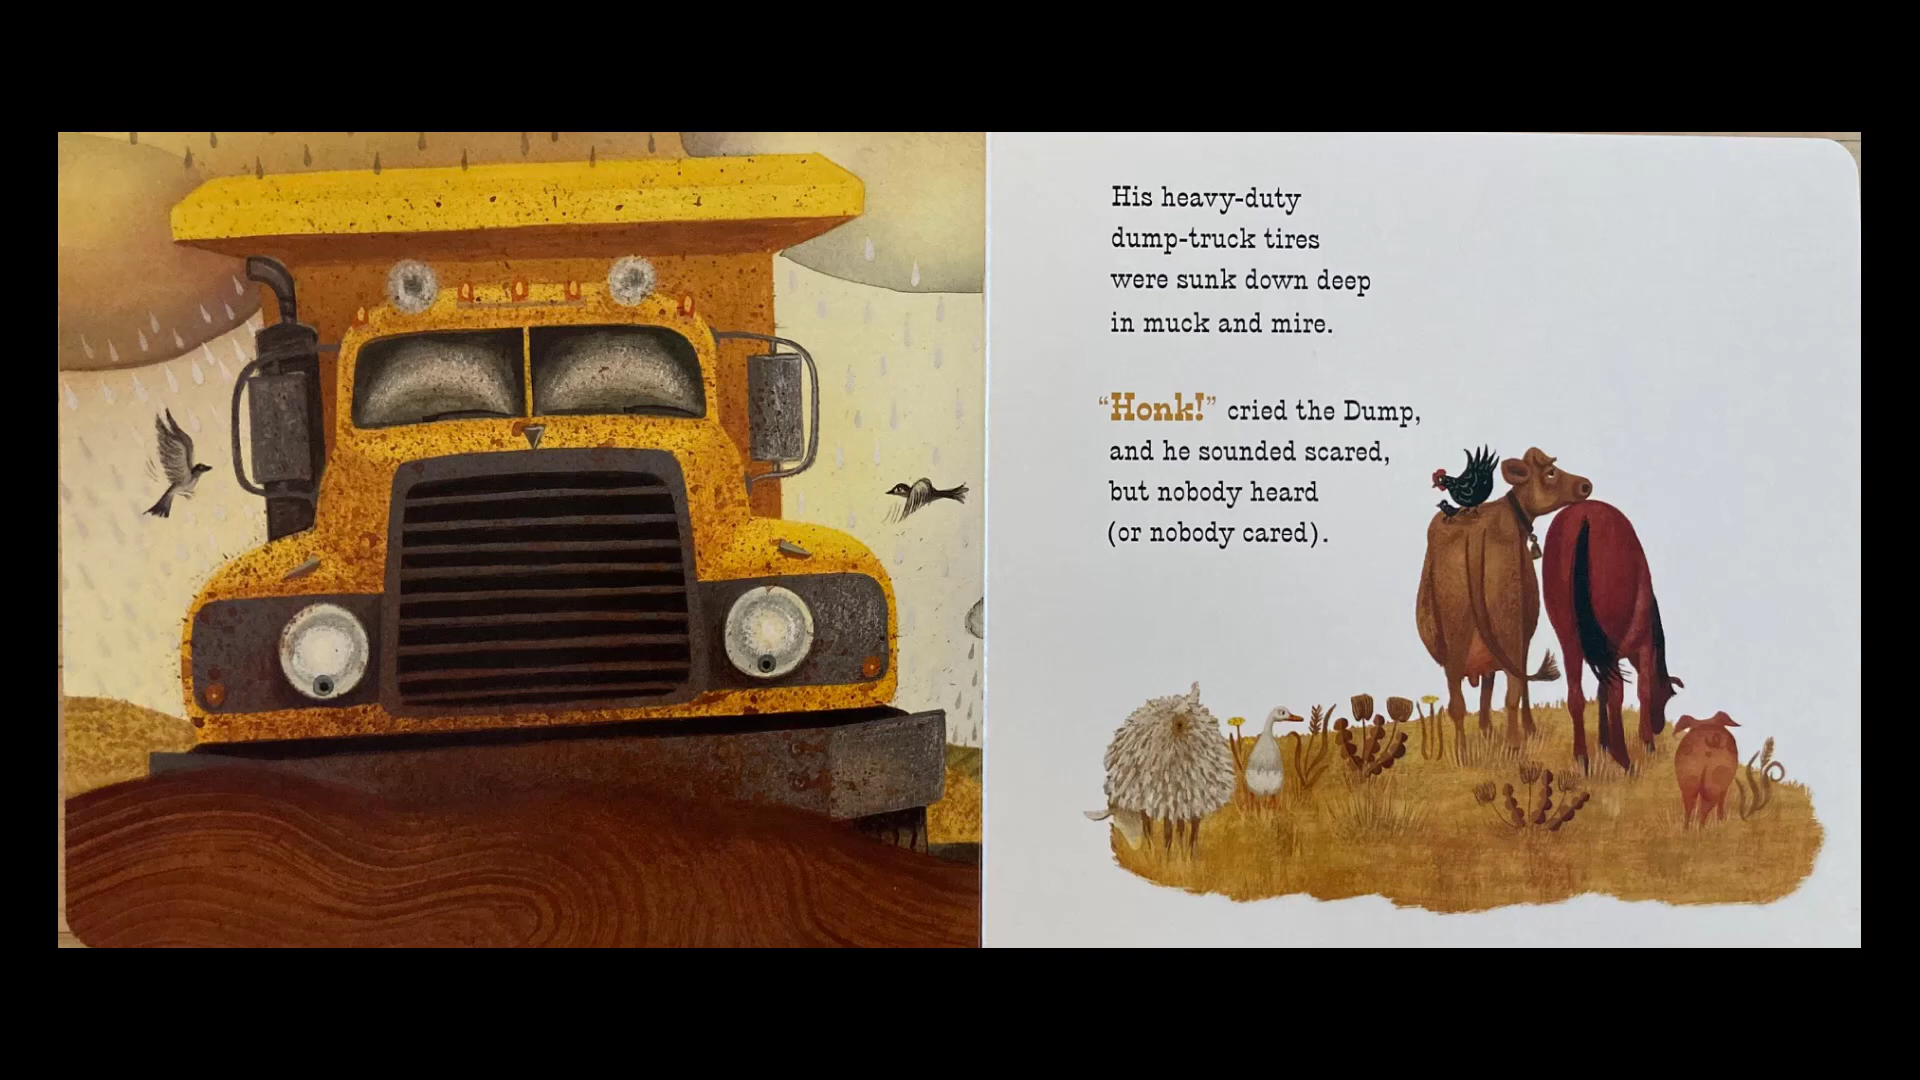 His heavy-duty
dump-truck tires
were sunk down deep
in muck and mire.
“Honk!” cried the Dump,
and he sounded scared,
but nobody heard
(or nobody cared).